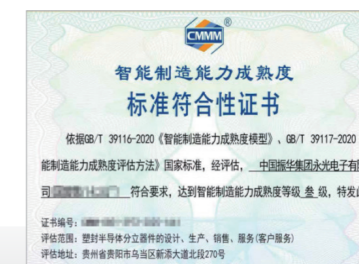 CMMM
智能制造能力成熟度
标准符合性证书
依据GB/T 39116-2020《智能制造能力成熟度模型》、GB/T 39117-2020
能制造能力成熟度评估方法》国家标准，经评估，中国振华集团永光电子有
司 符合要求，达到智能制造能力成熟度等级 叁 级，特发
证书编号：
评估范围：塑封半导体分立器件的设计、生产、销售、服务(客户服务)
评估地址：贵州省贵阳市乌当区新添大道北段270号